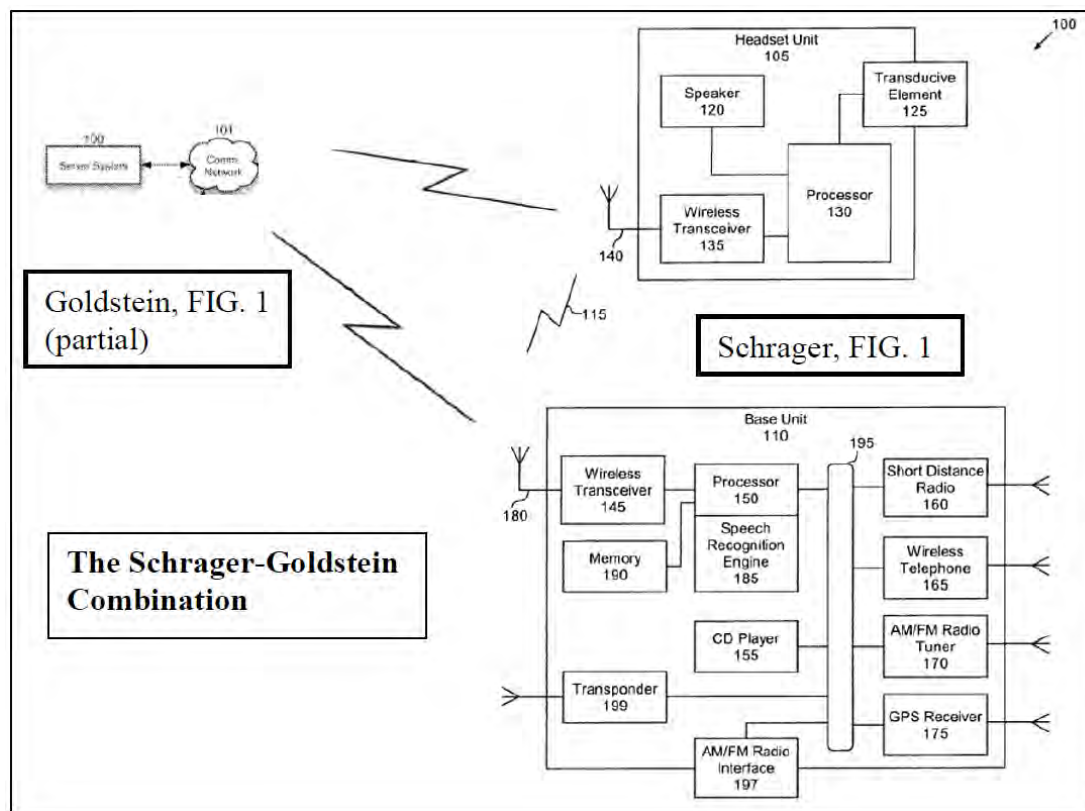 100
Headset Unit
105
Speaker
120
Transducive
Element
125
Processor
130
Wireless
Transceiver
135
140
100
Server System
101
Comm.
Network
115
Goldstein, FIG. 1
(partial)
Schrager, FIG. 1
Base Unit
110
195
180
Wireless
Transceiver
145
Processor
150
Short Distance
Radio
160
Memory
190
Speech
Recognition
Engine
185
Wireless
Telephone
165
The Schrager-Goldstein
Combination
CD Player
155
AM/FM Radio
Tuner
170
Transponder
199
GPS Receiver
175
AM/FM Radio
Interface
197